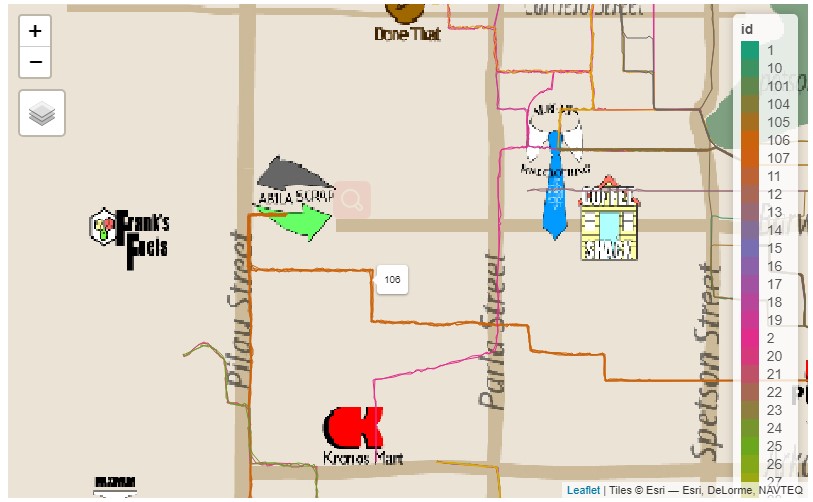 +
−
Done That
id
1
10
101
104
105
106
107
11
12
13
14
15
16
17
18
19
2
20
21
22
23
24
25
26
27
ABILA SCRAP
Frank's
Fuels
COFFEE
SHACK
106
Pilau Street
Parla Street
Spetson Street
Kronos Mart
Leaflet | Tiles © Esri — Esri, DeLorme, NAVTEQ